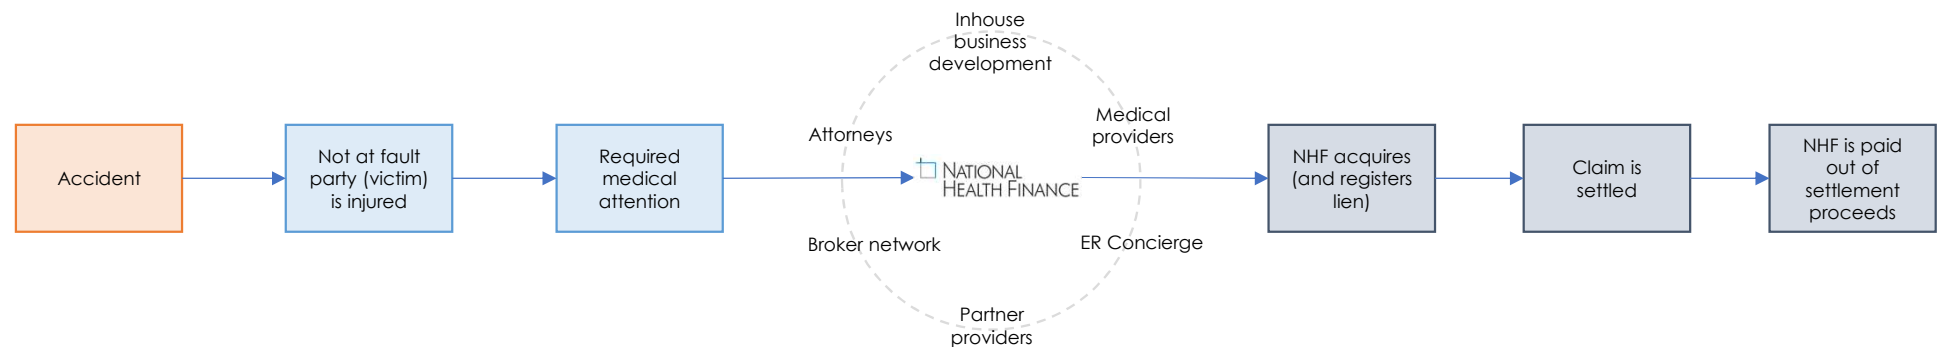 Accident
Not at fault
party (victim)
is injured
Required
medical
attention
Inhouse
business
development
Attorneys
Medical
providers
NATIONAL
HEALTH FINANCE
Broker network
ER Concierge
Partner
providers
NHF acquires
(and registers
lien)
Claim is
settled
NHF is paid
out of
settlement
proceeds